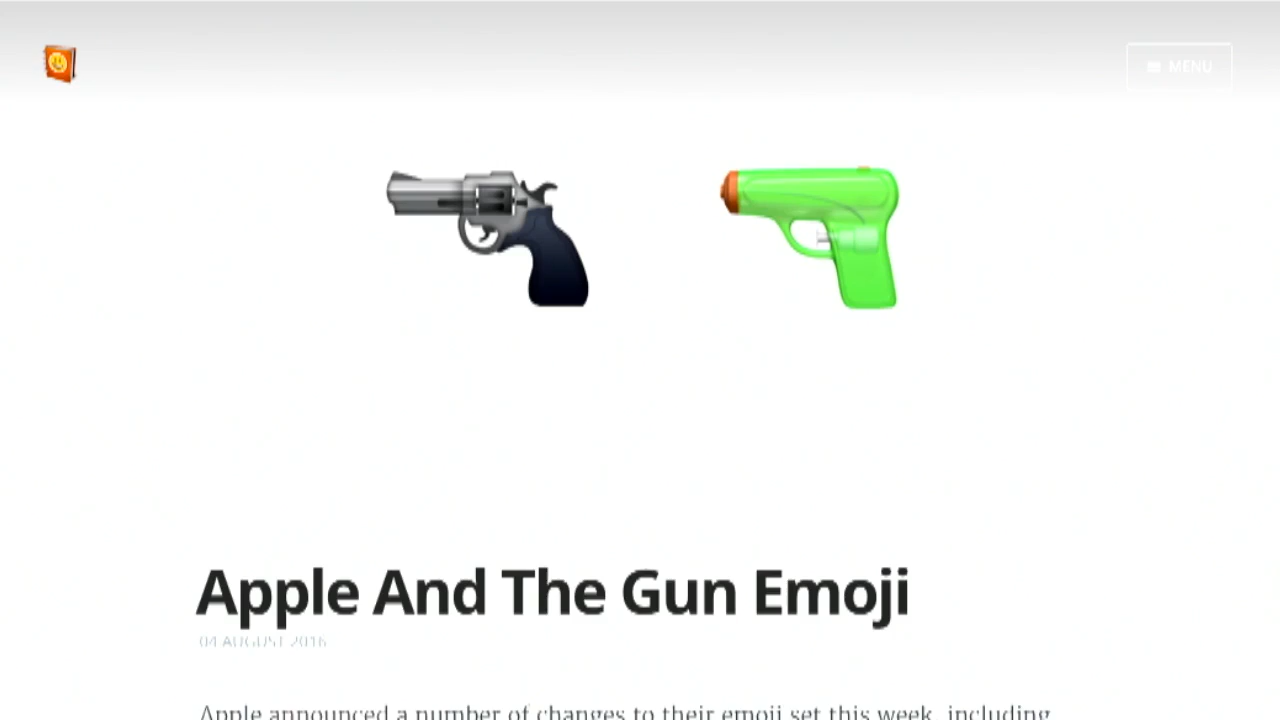 MENU
Apple And The Gun Emoji
04 AUGUST 2016
Apple announced a number of changes to their emoji set this week, including